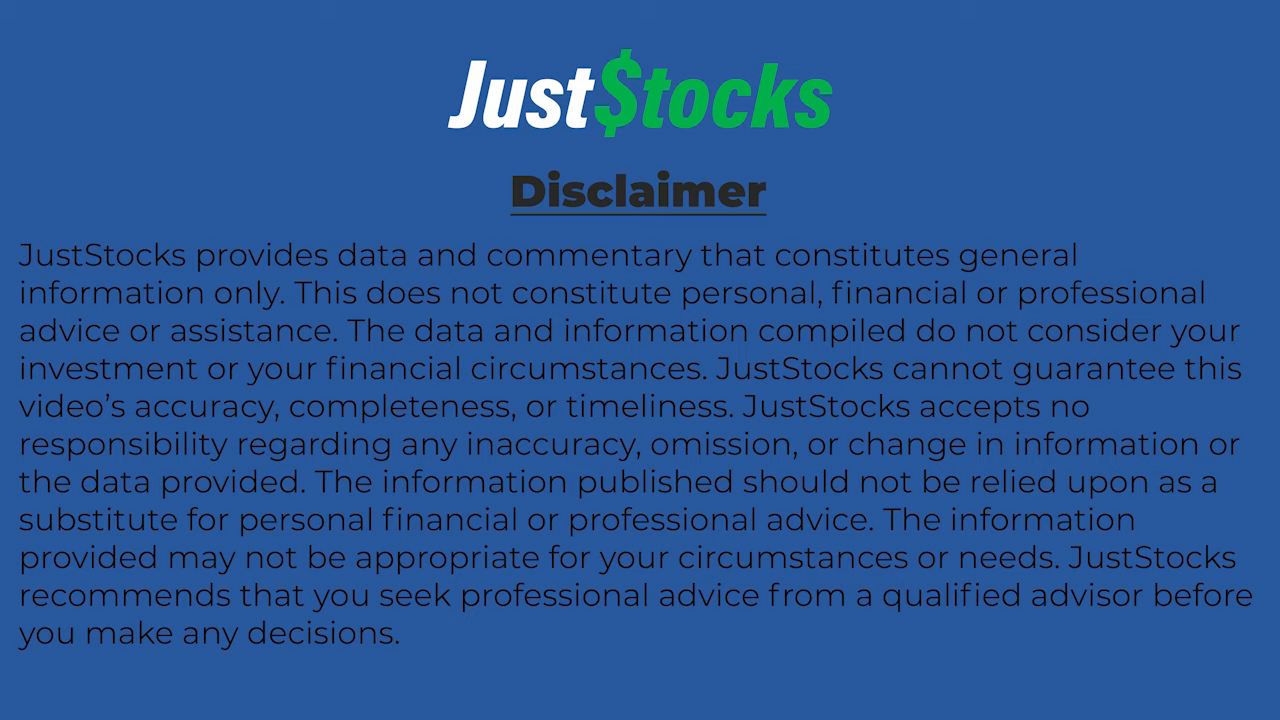 Just$tocks
Disclaimer
JustStocks provides data and commentary that constitutes general
information only. This does not constitute personal, financial or professional
advice or assistance. The data and information compiled do not consider your
investment or your financial circumstances. JustStocks cannot guarantee this
video’s accuracy, completeness, or timeliness. JustStocks accepts no
responsibility regarding any inaccuracy, omission, or change in information or
the data provided. The information published should not be relied upon as a
substitute for personal financial or professional advice. The information
provided may not be appropriate for your circumstances or needs. JustStocks
recommends that you seek professional advice from a qualified advisor before
you make any decisions.